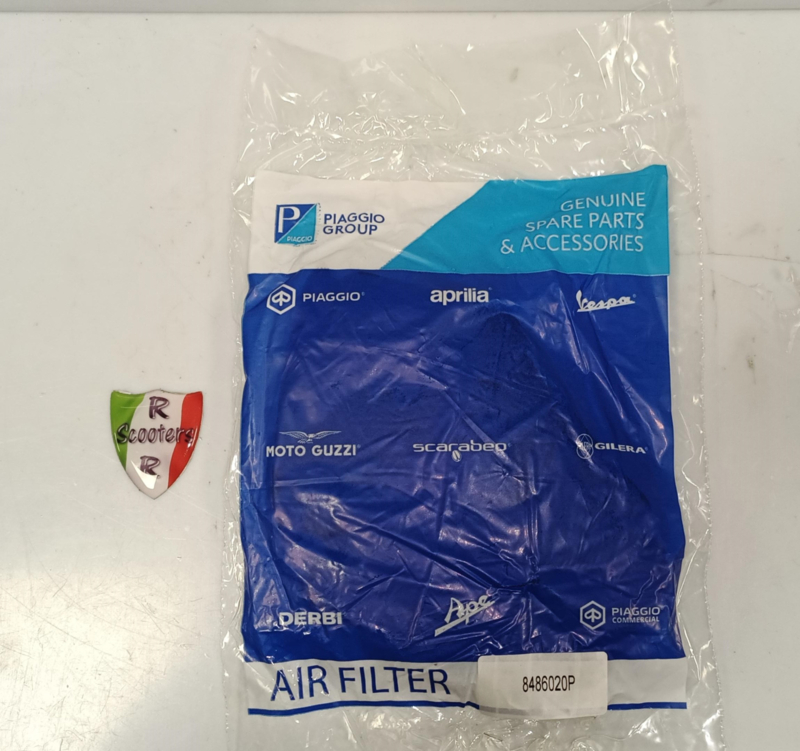 P
PIAGGIO
PIAGGIO
GROUP
GENUINE
SPARE PARTS
& ACCESSORIES
PIAGGIO®
aprilia®
Vespa®
R
Scooters
R
MOTO GUZZI®
scarabeo®
GILERA®
DERBI
Ape
PIAGGIO
COMMERCIAL
AIR FILTER
8486020P